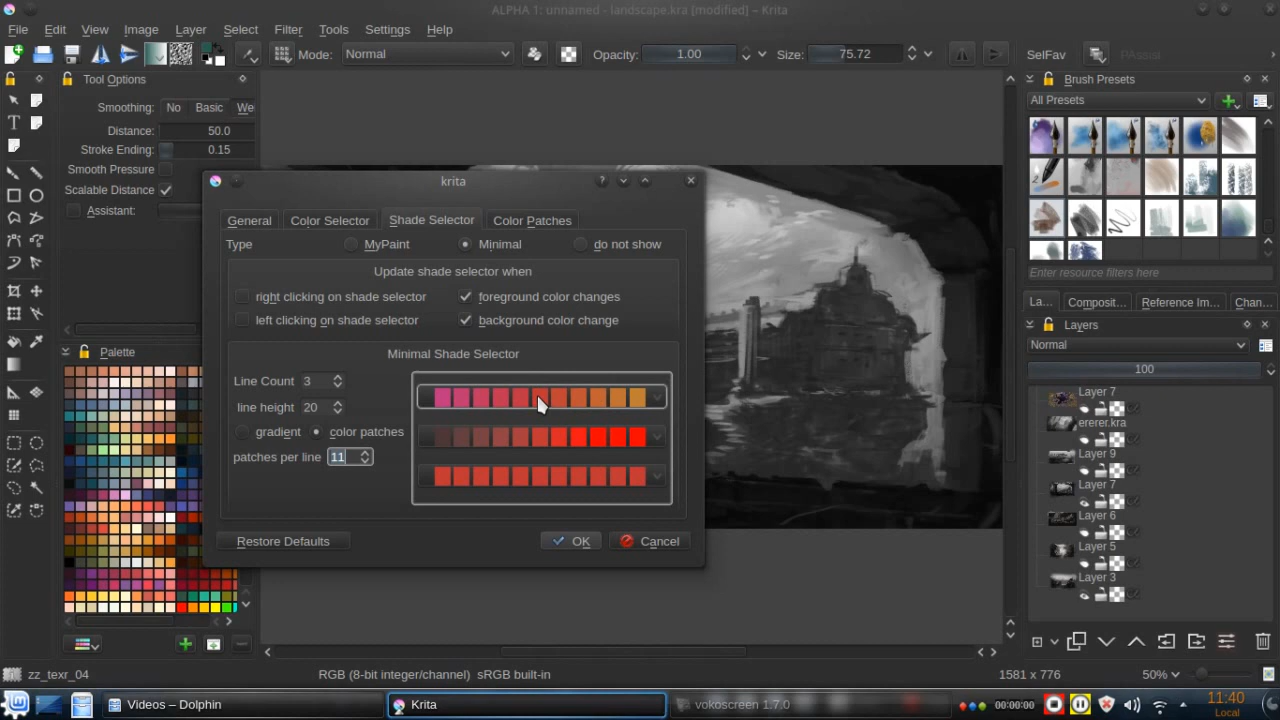 ALPHA 1: unnamed - landscape.kra [modified] – Krita
File Edit View Image Layer Select Filter Tools Settings Help
Mode: Normal Opacity: 1.00 Size: 75.72 SelFav PAssist
Tool Options
Smoothing: No Basic We
Distance: 50.0
Stroke Ending: 0.15
Smooth Pressure
Scalable Distance
Assistant:
Palette
krita
General Color Selector Shade Selector Color Patches
Type MyPaint Minimal do not show
Update shade selector when
right clicking on shade selector foreground color changes
left clicking on shade selector background color change
Minimal Shade Selector
Line Count 3
line height 20
gradient color patches
patches per line 11
Restore Defaults OK Cancel
Brush Presets
All Presets
Enter resource filters here
La... Composit... Reference Im... Chan...
Layers
Normal
100
Layer 7
ererer.kra
Layer 9
Layer 7
Layer 6
Layer 5
Layer 3
zz_texr_04 RGB (8-bit integer/channel) sRGB built-in 1581 x 776 50%
Videos – Dolphin Krita vokoscreen 1.7.0 00:00:00 11:40
Local